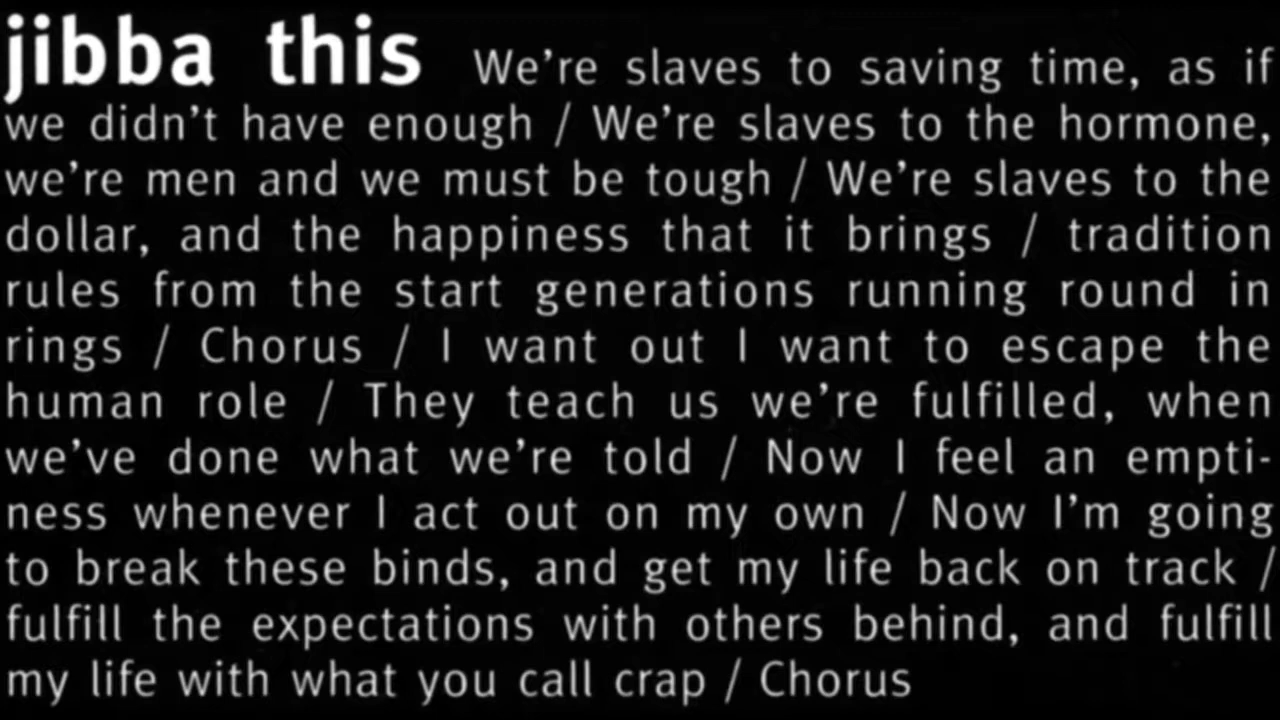 jibba this We're slaves to saving time, as if
we didn't have enough / We're slaves to the hormone,
we're men and we must be tough / We're slaves to the
dollar, and the happiness that it brings / tradition
rules from the start generations running round in
rings / Chorus / I want out I want to escape the
human role / They teach us we're fulfilled, when
we've done what we're told / Now I feel an empti-
ness whenever I act out on my own / Now I'm going
to break these binds, and get my life back on track /
fulfill the expectations with others behind, and fulfill
my life with what you call crap / Chorus